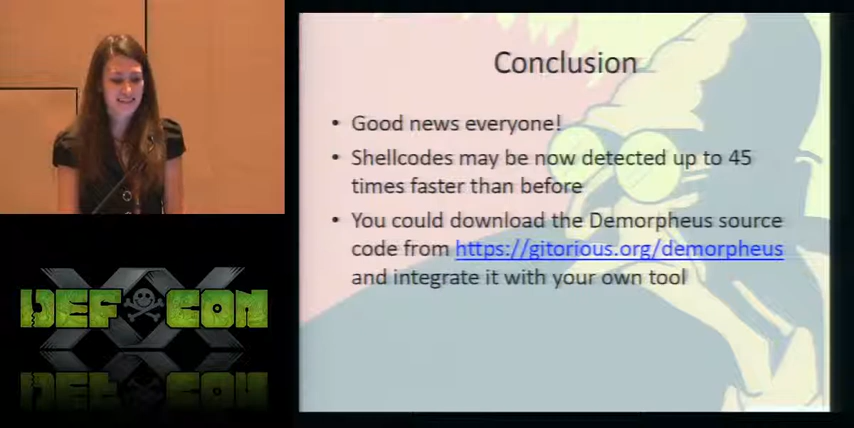 Conclusion
• Good news everyone!
• Shellcodes may be now detected up to 45
times faster than before
• You could download the Demorpheus source
code from https://gitorious.org/demorpheus
and integrate it with your own tool
DEF CON
XX